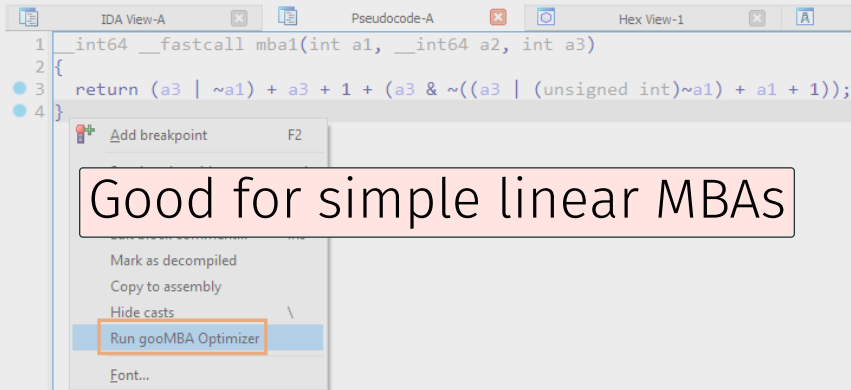 IDA View-A Pseudocode-A Hex View-1 A
1 __int64 __fastcall mba1(int a1, __int64 a2, int a3)
2 {
3 return (a3 | ~a1) + a3 + 1 + (a3 & ~((a3 | (unsigned int)~a1) + a1 + 1));
4 }
Add breakpoint F2
Good for simple linear MBAs
Mark as decompiled
Copy to assembly
Hide casts \
Run gooMBA Optimizer
Font...